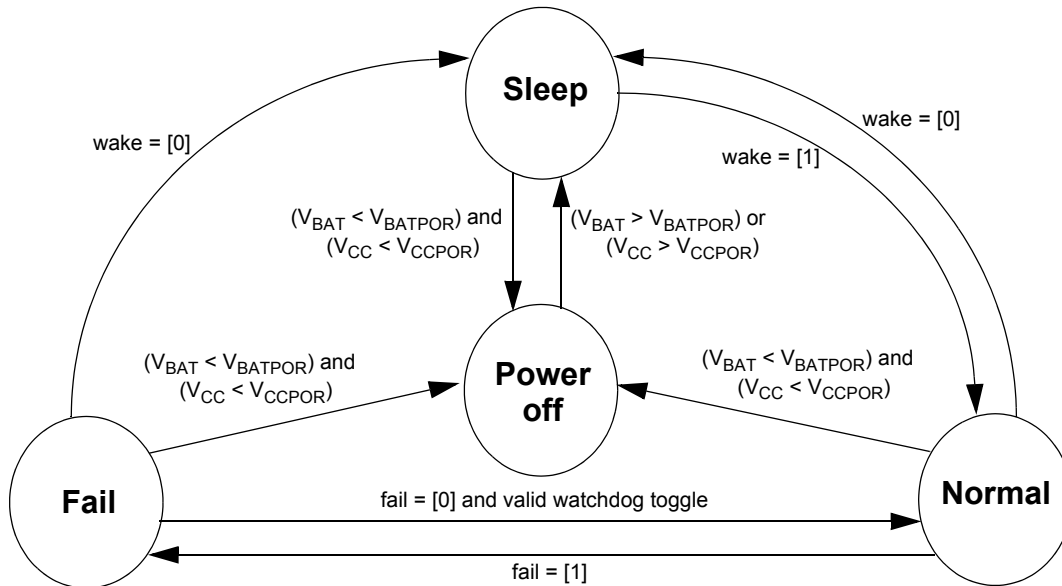 Sleep
wake = [0]
wake = [0]
wake = [1]
(VBAT < VBATPOR) and
(VCC < VCCPOR)
(VBAT > VBATPOR) or
(VCC > VCCPOR)
(VBAT < VBATPOR) and
(VCC < VCCPOR)
Power
off
(VBAT < VBATPOR) and
(VCC < VCCPOR)
Fail
fail = [0] and valid watchdog toggle
Normal
fail = [1]